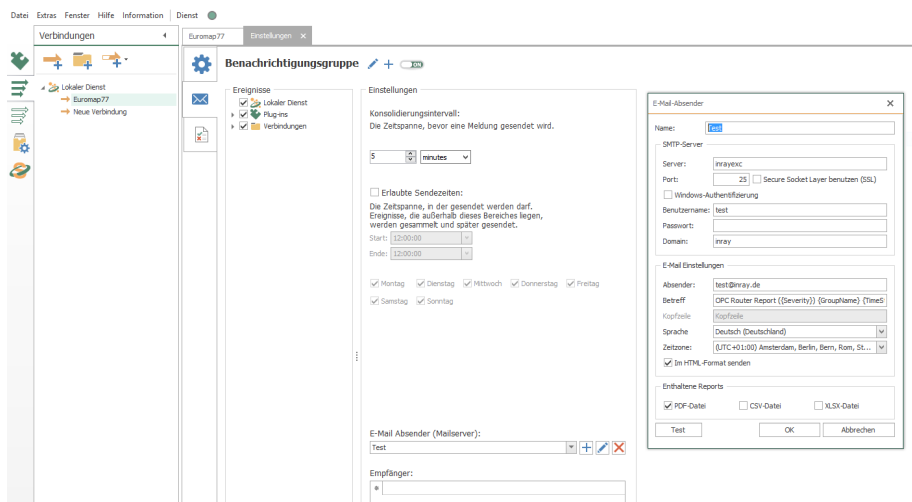 Datei Extras Fenster Hilfe Information Dienst
Verbindungen
Lokaler Dienst
Euromap77
Neue Verbindung
Euromap77 Einstellungen
Benachrichtigungsgruppe ON
Ereignisse
Lokaler Dienst
Plug-ins
Verbindungen
Einstellungen
Konsolidierungsintervall:
Die Zeitspanne, bevor eine Meldung gesendet wird.
5 minutes
Erlaubte Sendezeiten:
Die Zeitspanne, in der gesendet werden darf.
Ereignisse, die außerhalb dieses Bereiches liegen,
werden gesammelt und später gesendet.
Start: 12:00:00
Ende: 12:00:00
Montag Dienstag Mittwoch Donnerstag Freitag
Samstag Sonntag
E-Mail Absender (Mailserver):
Test
Empfänger:
E-Mail-Absender
Name: Test
SMTP-Server
Server: inrayexc
Port: 25 Secure Socket Layer benutzen (SSL)
Windows-Authentifizierung
Benutzername: test
Passwort:
Domain: inray
E-Mail Einstellungen
Absender: test@inray.de
Betreff OPC Router Report ({Severity}) {GroupName} {TimeS
Kopfzeile Kopfzeile
Sprache Deutsch (Deutschland)
Zeitzone: (UTC+01:00) Amsterdam, Berlin, Bern, Rom, St...
Im HTML-Format senden
Enthaltene Reports
PDF-Datei CSV-Datei XLSX-Datei
Test OK Abbrechen